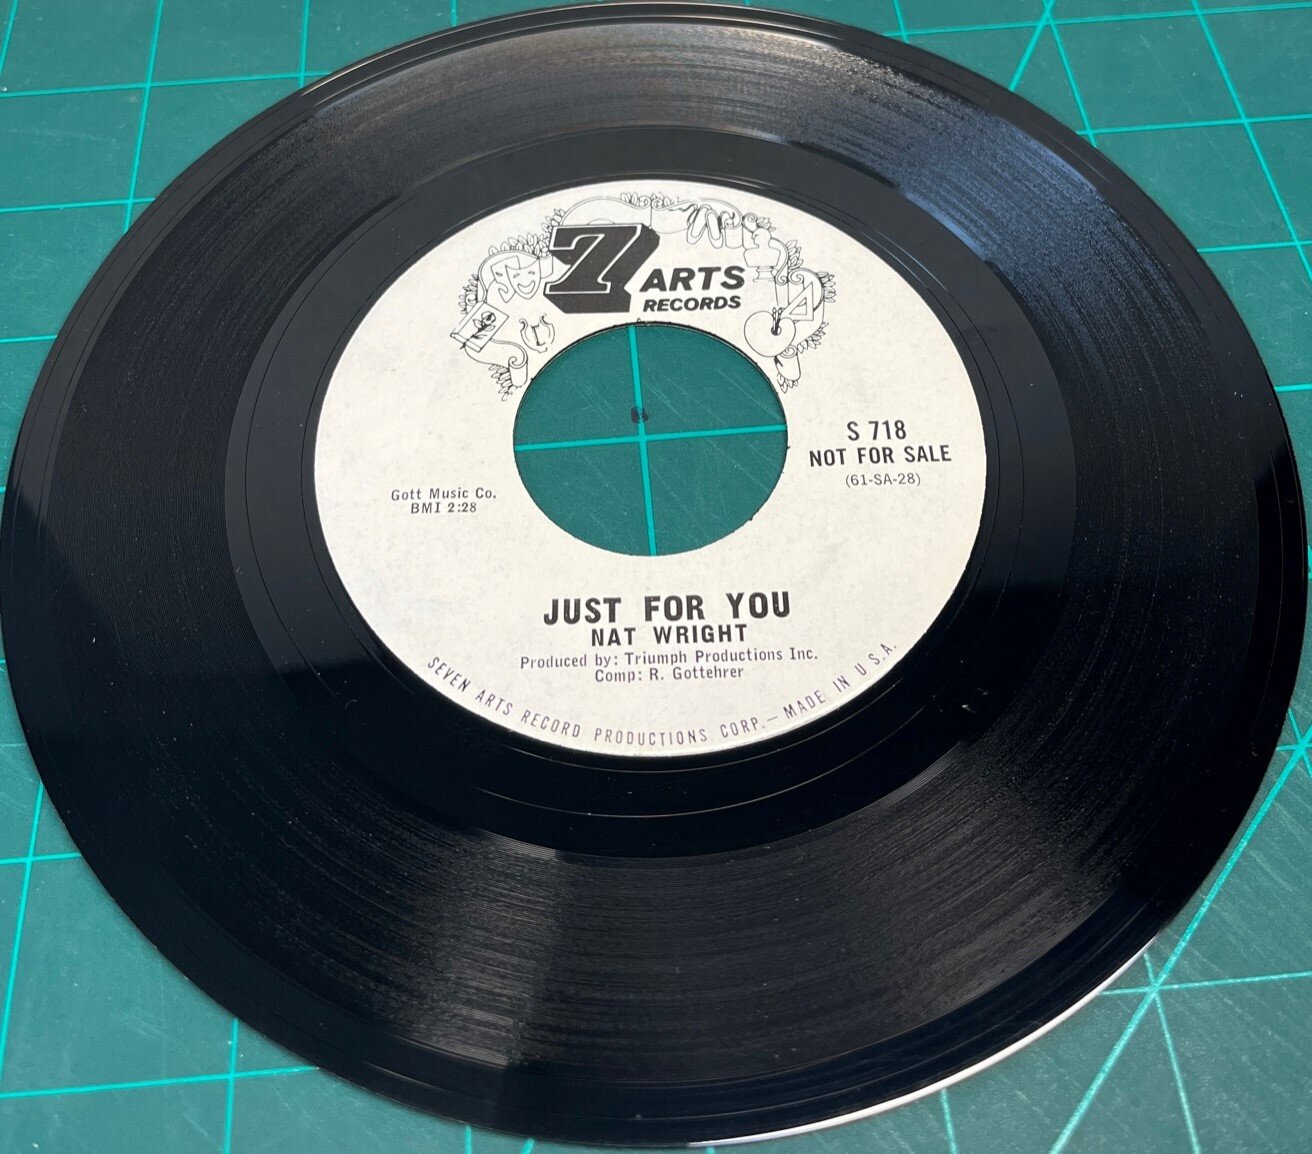 7 ARTS
RECORDS
S 718
NOT FOR SALE
(61-SA-28)
Gott Music Co.
BMI 2:28
JUST FOR YOU
NAT WRIGHT
Produced by: Triumph Productions Inc.
Comp: R. Gottehrer
SEVEN ARTS RECORD PRODUCTIONS CORP.— MADE IN U.S.A.